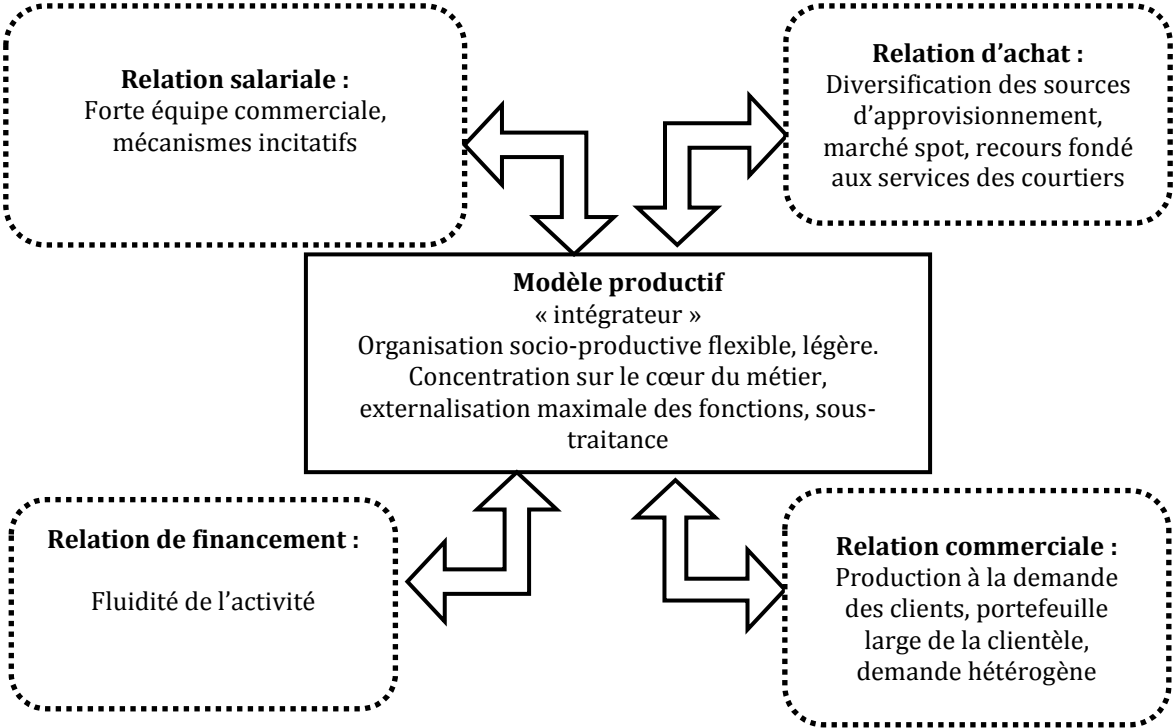 Relation salariale :
Forte équipe commerciale,
mécanismes incitatifs
Relation d’achat :
Diversification des sources
d’approvisionnement,
marché spot, recours fondé
aux services des courtiers
Modèle productif
« intégrateur »
Organisation socio-productive flexible, légère.
Concentration sur le cœur du métier,
externalisation maximale des fonctions, sous-
traitance
Relation de financement :
Fluidité de l’activité
Relation commerciale :
Production à la demande
des clients, portefeuille
large de la clientèle,
demande hétérogène